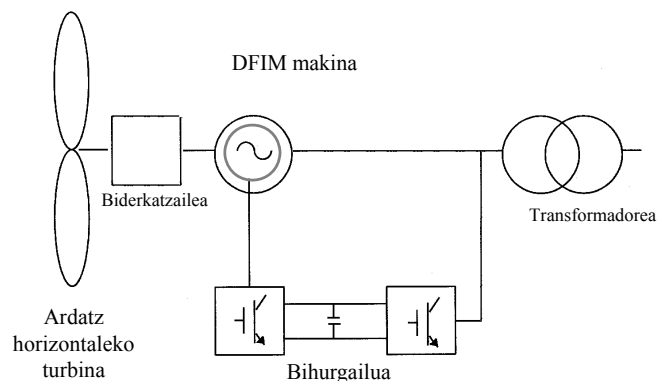 DFIM makina
Biderkatzailea
Transformadorea
Ardatz
horizontaleko
turbina
Bihurgailua